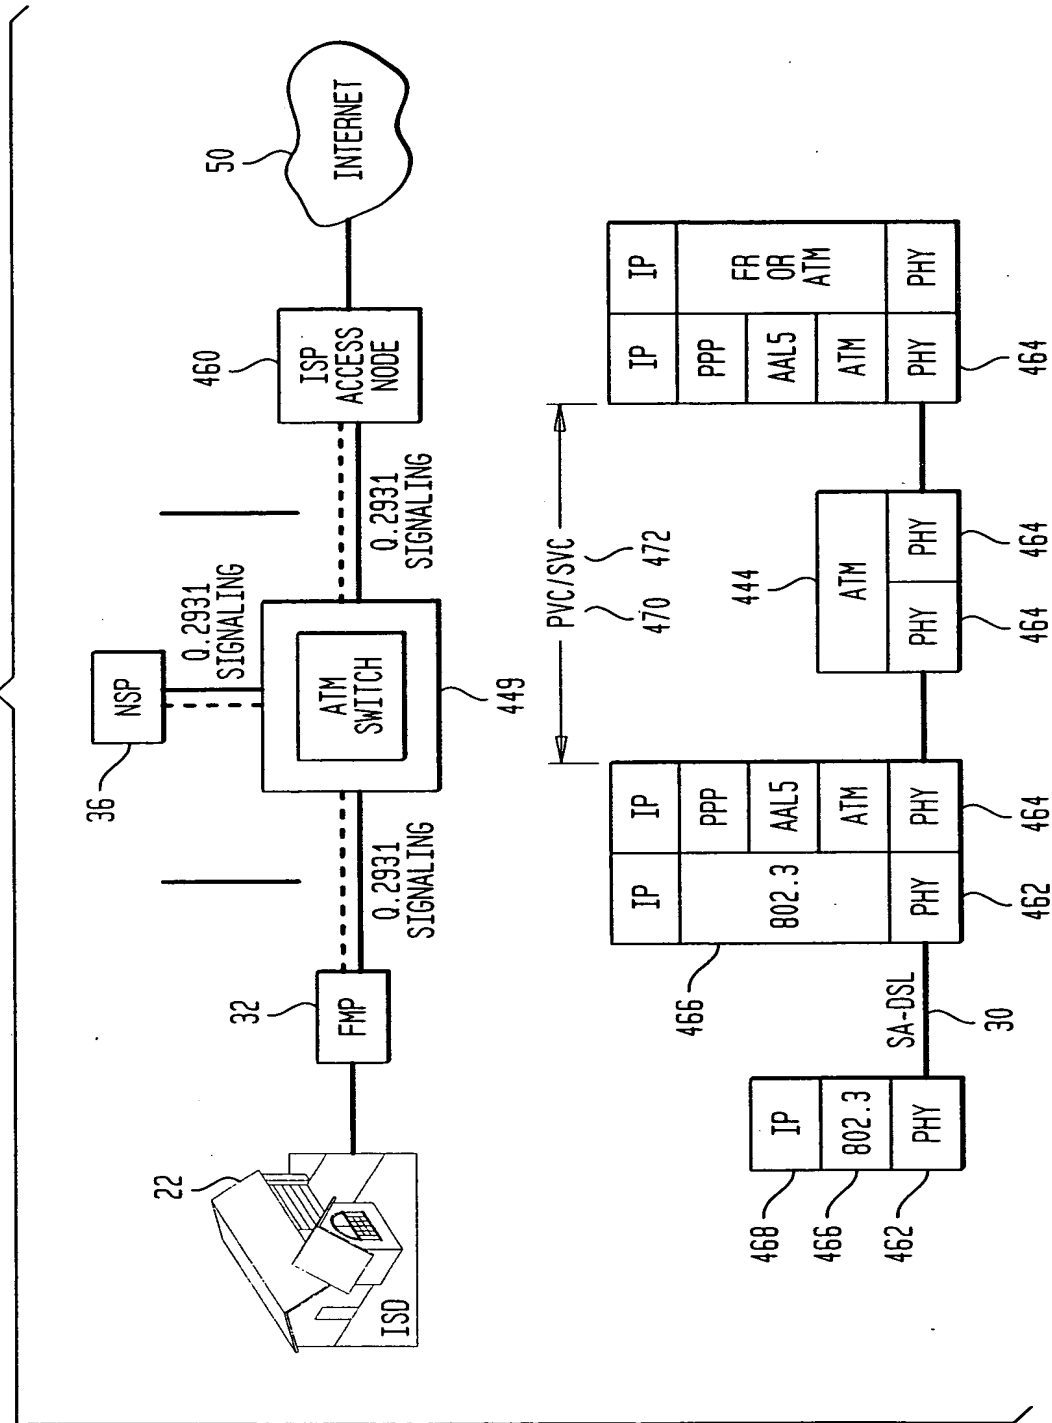 22
ISD
32
FMP
Q.2931
SIGNALING
36
NSP
Q.2931
SIGNALING
ATM
SWITCH
449
Q.2931
SIGNALING
460
ISP
ACCESS
NODE
50
INTERNET
PVC/SVC
470
472
468
466
462
IP
802.3
PHY
SA-DSL
30
466
IP
802.3
PHY
462
IP
PPP
AAL5
ATM
PHY
464
444
ATM
PHY
PHY
464
464
IP
PPP
AAL5
ATM
PHY
464
IP
FR
OR
ATM
PHY